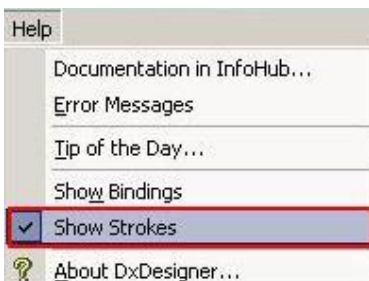 Help
Documentation in InfoHub...
Error Messages
Tip of the Day...
Show Bindings
Show Strokes
About DxDesigner...